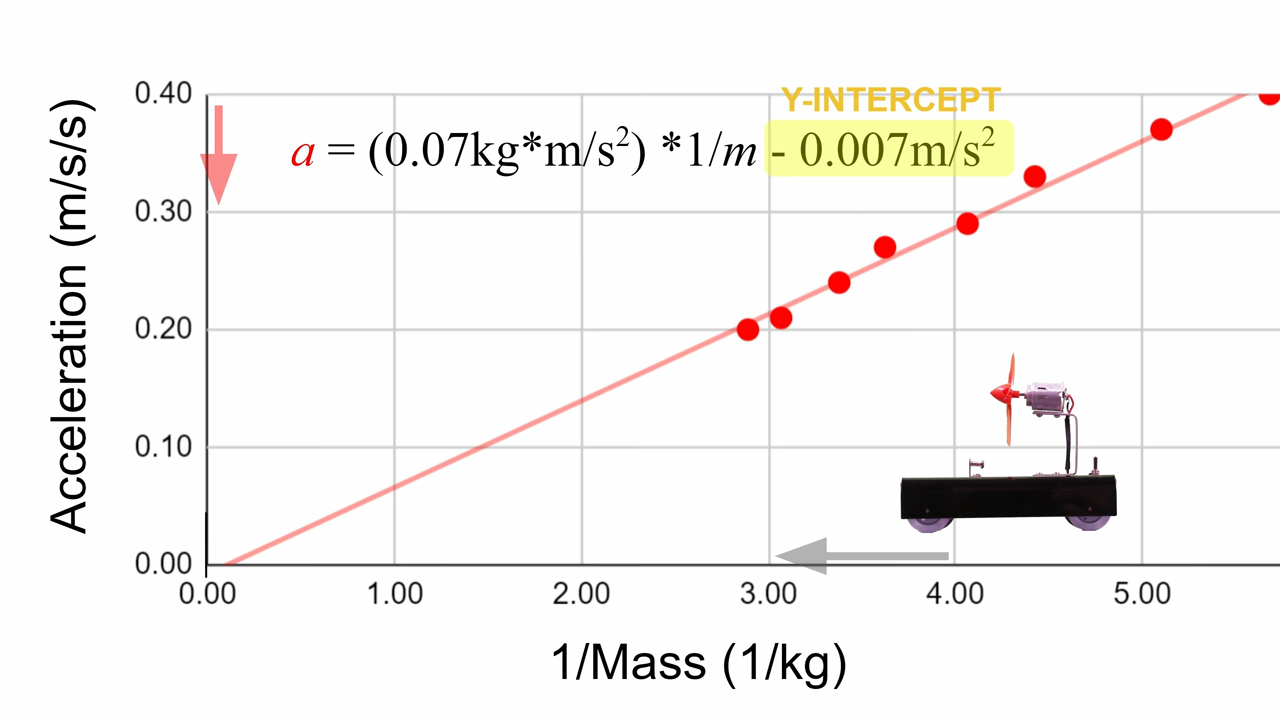 Y-INTERCEPT
a = (0.07kg*m/s²) *1/m - 0.007m/s²
Acceleration (m/s/s)
0.40
0.30
0.20
0.10
0.00
0.00 1.00 2.00 3.00 4.00 5.00
1/Mass (1/kg)